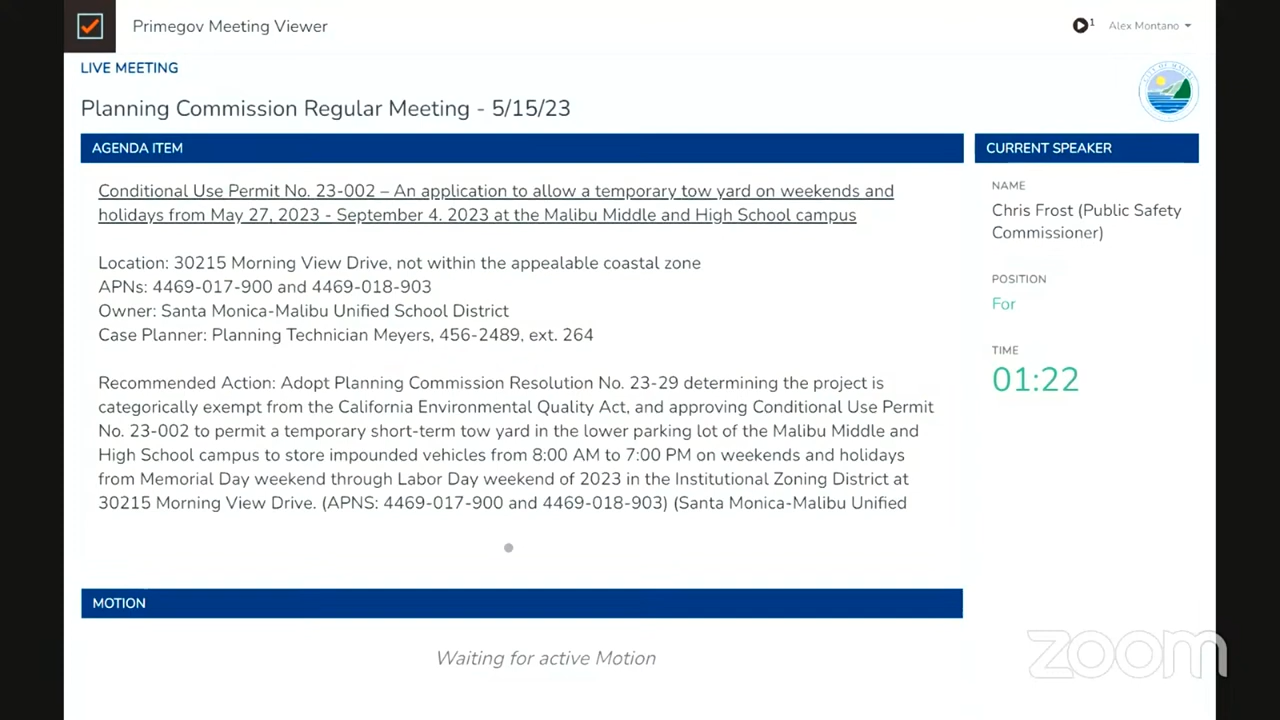 Primegov Meeting Viewer
1
Alex Montano
LIVE MEETING
CITY OF MALIBU
Planning Commission Regular Meeting - 5/15/23
AGENDA ITEM
Conditional Use Permit No. 23-002 – An application to allow a temporary tow yard on weekends and
holidays from May 27, 2023 - September 4. 2023 at the Malibu Middle and High School campus
Location: 30215 Morning View Drive, not within the appealable coastal zone
APNs: 4469-017-900 and 4469-018-903
Owner: Santa Monica-Malibu Unified School District
Case Planner: Planning Technician Meyers, 456-2489, ext. 264
Recommended Action: Adopt Planning Commission Resolution No. 23-29 determining the project is
categorically exempt from the California Environmental Quality Act, and approving Conditional Use Permit
No. 23-002 to permit a temporary short-term tow yard in the lower parking lot of the Malibu Middle and
High School campus to store impounded vehicles from 8:00 AM to 7:00 PM on weekends and holidays
from Memorial Day weekend through Labor Day weekend of 2023 in the Institutional Zoning District at
30215 Morning View Drive. (APNS: 4469-017-900 and 4469-018-903) (Santa Monica-Malibu Unified
CURRENT SPEAKER
NAME
Chris Frost (Public Safety
Commissioner)
POSITION
For
TIME
01:22
MOTION
Waiting for active Motion
zoom